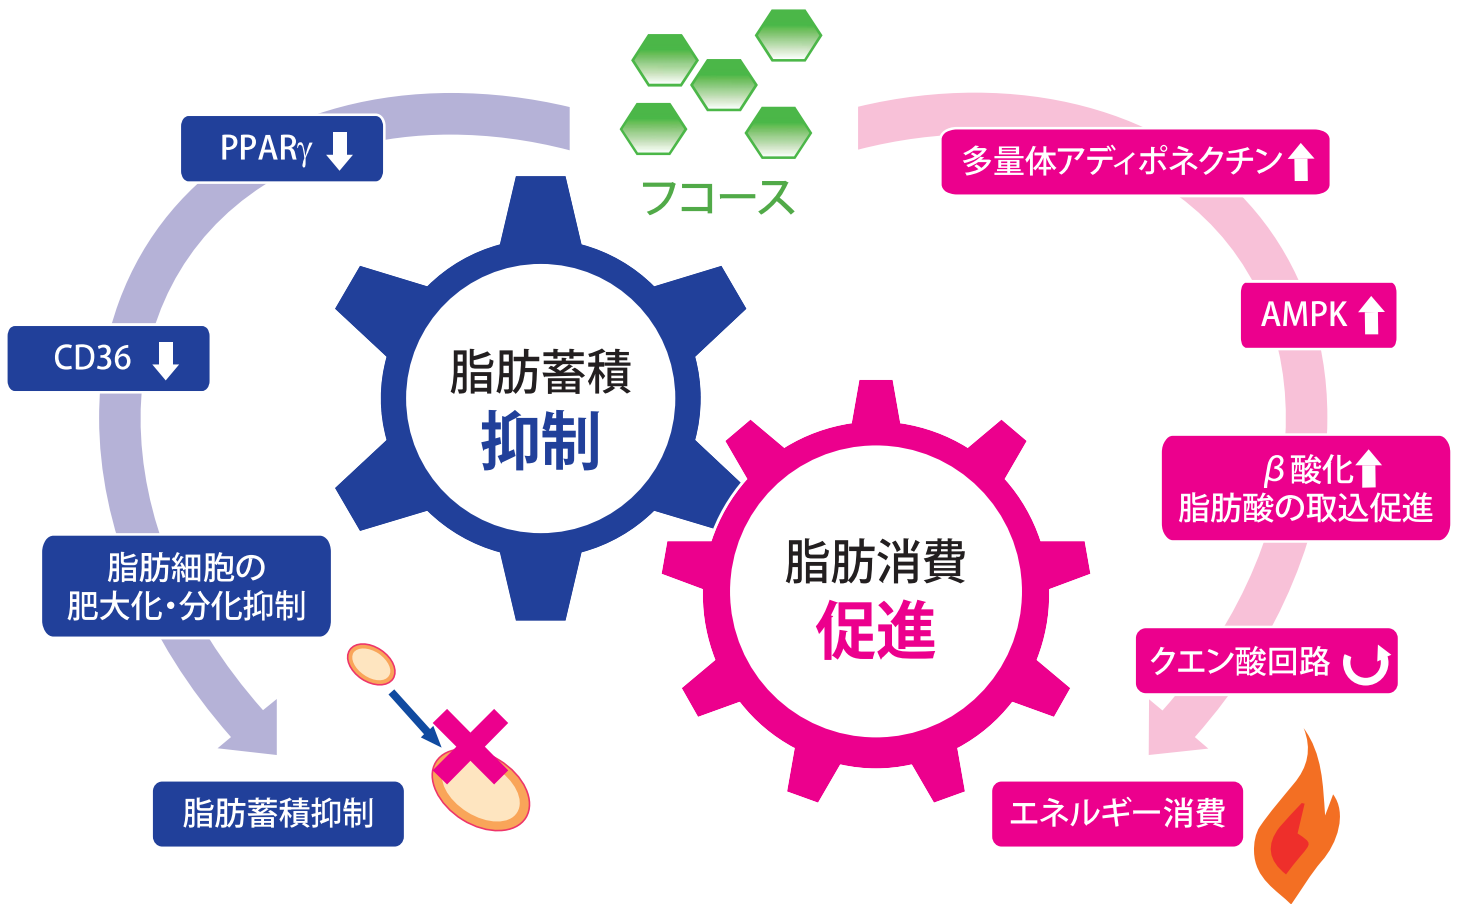 フコース
PPARγ
CD36
脂肪細胞の
肥大化・分化抑制
脂肪蓄積抑制
脂肪蓄積
抑制
脂肪消費
促進
多量体アディポネクチン
AMPK
β酸化
脂肪酸の取込促進
クエン酸回路
エネルギー消費